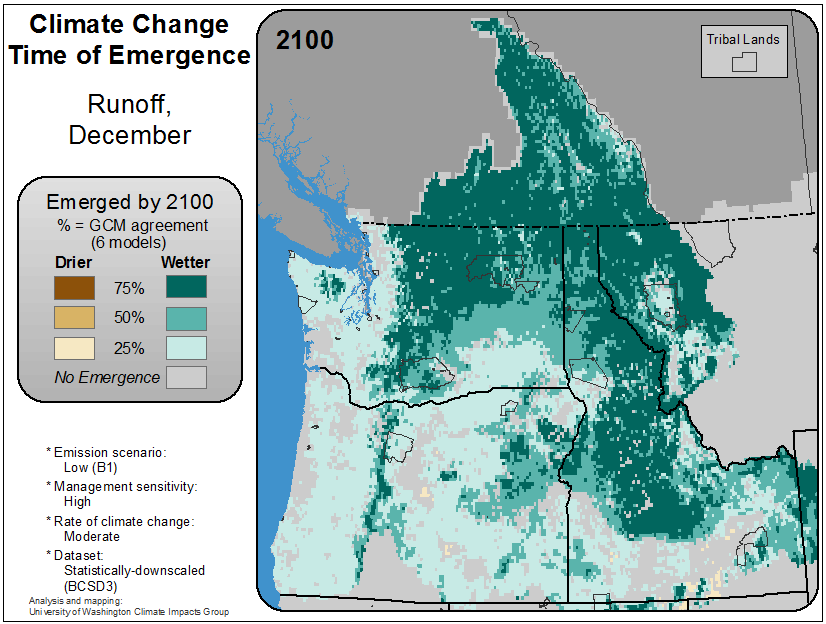 Climate Change
Time of Emergence
Runoff,
December
Emerged by 2100
% = GCM agreement
(6 models)
Drier Wetter
75%
50%
25%
No Emergence
* Emission scenario:
Low (B1)
* Management sensitivity:
High
* Rate of climate change:
Moderate
* Dataset:
Statistically-downscaled
(BCSD3)
Analysis and mapping:
University of Washington Climate Impacts Group
2100
Tribal Lands